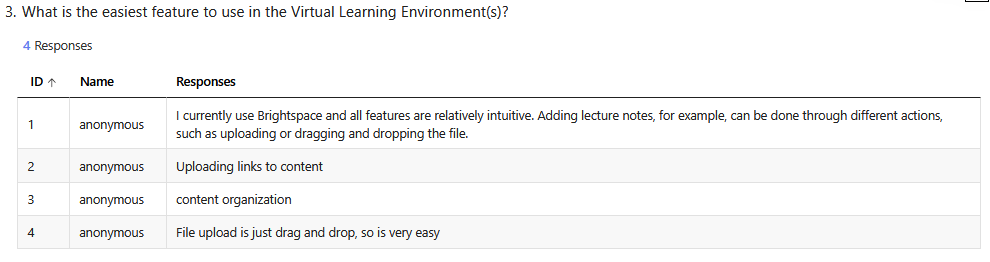 3. What is the easiest feature to use in the Virtual Learning Environment(s)?
4 Responses
ID ↑ Name Responses
1 anonymous I currently use Brightspace and all features are relatively intuitive. Adding lecture notes, for example, can be done through different actions,
such as uploading or dragging and dropping the file.
2 anonymous Uploading links to content
3 anonymous content organization
4 anonymous File upload is just drag and drop, so is very easy